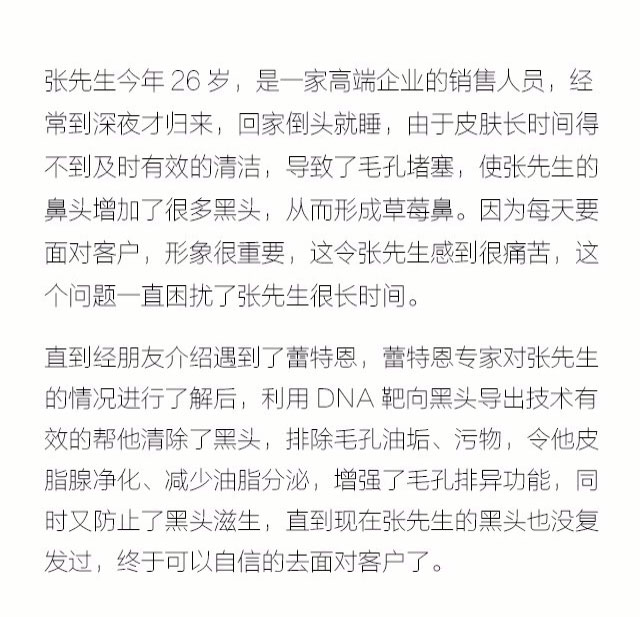 张先生今年 26 岁，是一家高端企业的销售人员，经
常到深夜才归来，回家倒头就睡，由于皮肤长时间得
不到及时有效的清洁，导致了毛孔堵塞，使张先生的
鼻头增加了很多黑头，从而形成草莓鼻。因为每天要
面对客户，形象很重要，这令张先生感到很痛苦，这
个问题一直困扰了张先生很长时间。
直到经朋友介绍遇到了蕾特恩，蕾特恩专家对张先生
的情况进行了解后，利用 DNA 靶向黑头导出技术有
效的帮他清除了黑头，排除毛孔油垢、污物，令他皮
脂腺净化、减少油脂分泌，增强了毛孔排异功能，同
时又防止了黑头滋生，直到现在张先生的黑头也没复
发过，终于可以自信的去面对客户了。